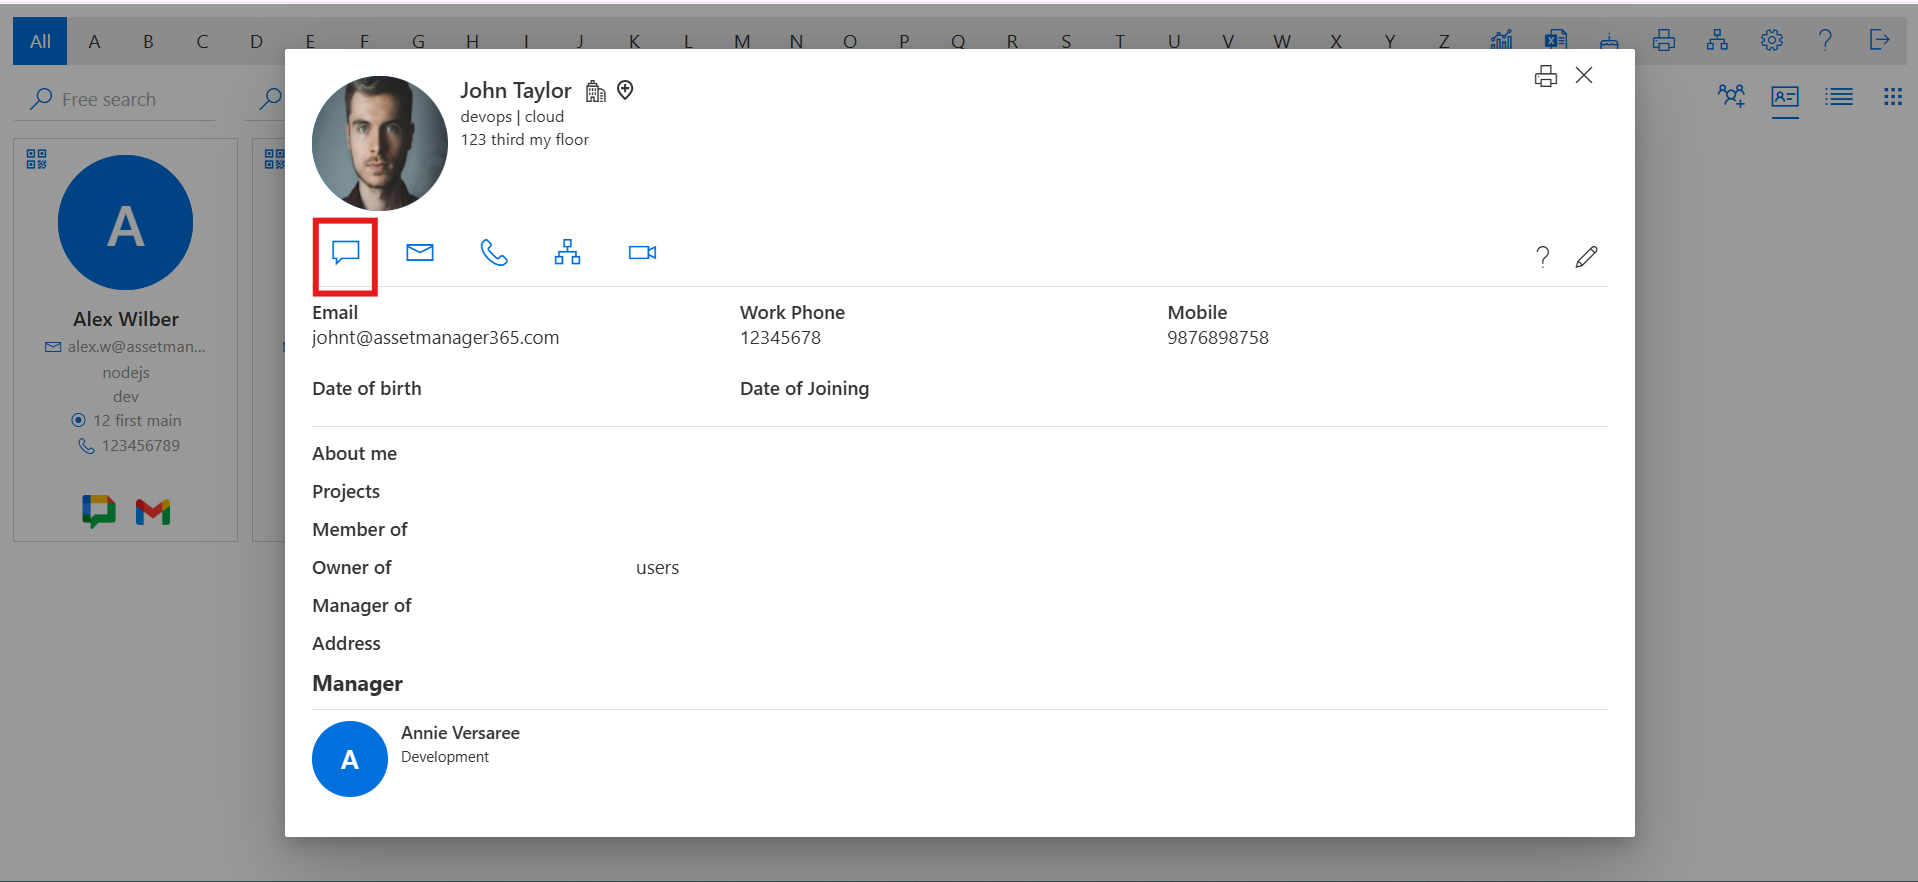 All A B C D E F G H I J K L M N O P Q R S T U V W X Y Z
Free search
A
Alex Wilber
alex.w@assetman...
nodejs
dev
12 first main
123456789
John Taylor
devops | cloud
123 third my floor
Email
johnt@assetmanager365.com
Work Phone
12345678
Mobile
9876898758
Date of birth
Date of Joining
About me
Projects
Member of
Owner of users
Manager of
Address
Manager
A
Annie Versaree
Development